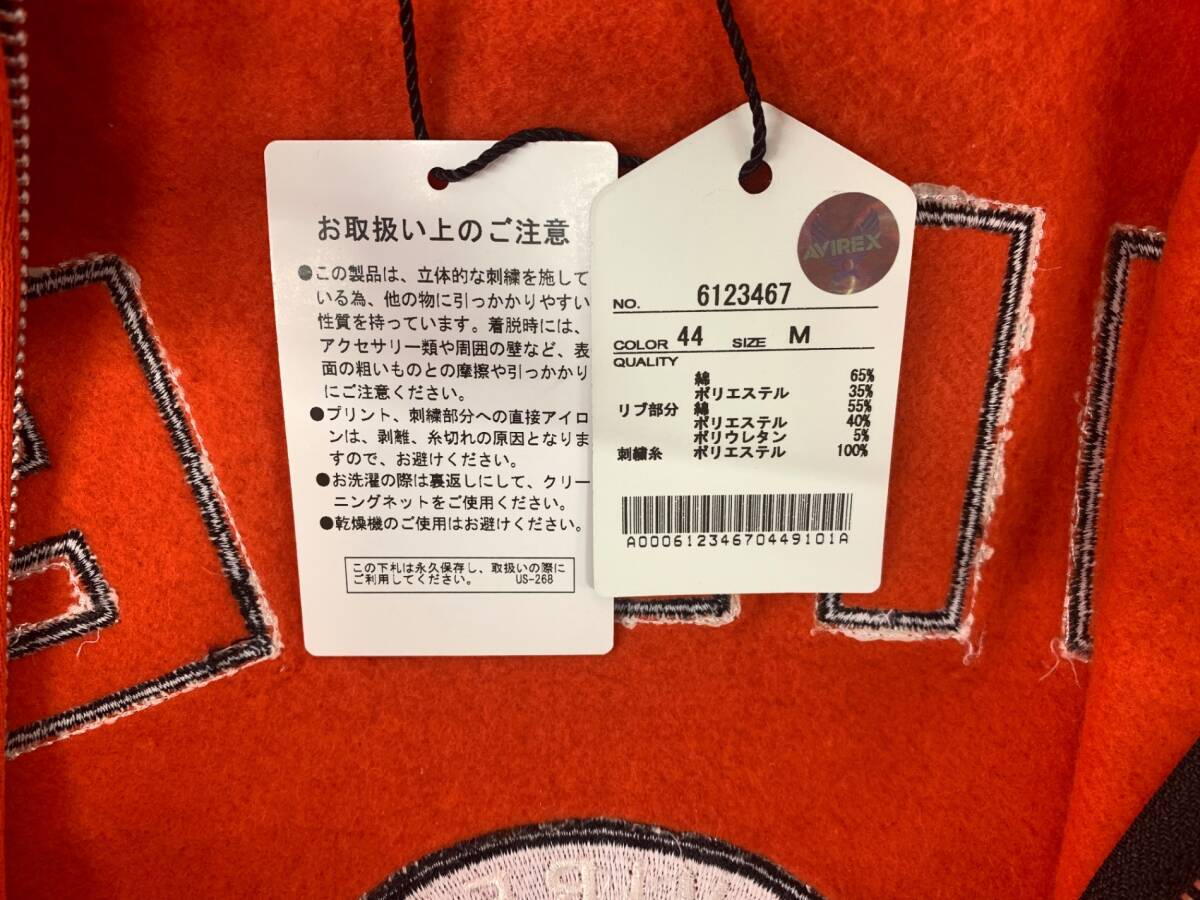 お取扱い上のご注意
●この製品は、立体的な刺繍を施して
いる為、他の物に引っかかりやすい
性質を持っています。着脱時には、
アクセサリー類や周囲の壁など、表
面の粗いものとの摩擦や引っかかり
にご注意ください。
●プリント、刺繍部分への直接アイロ
ンは、剥離、糸切れの原因となりま
すので、お避けください。
●お洗濯の際は裏返しにして、クリー
ニングネットをご使用ください。
●乾燥機のご使用はお避けください。
この下札は永久保存し、取扱いの際に
ご利用してください。 US-268
AVIREX
NO. 6123467
COLOR 44 SIZE M
QUALITY
綿 65%
ポリエステル 35%
リブ部分 綿 55%
ポリエステル 40%
ポリウレタン 5%
刺繍糸 ポリエステル 100%
A00061234670449101A